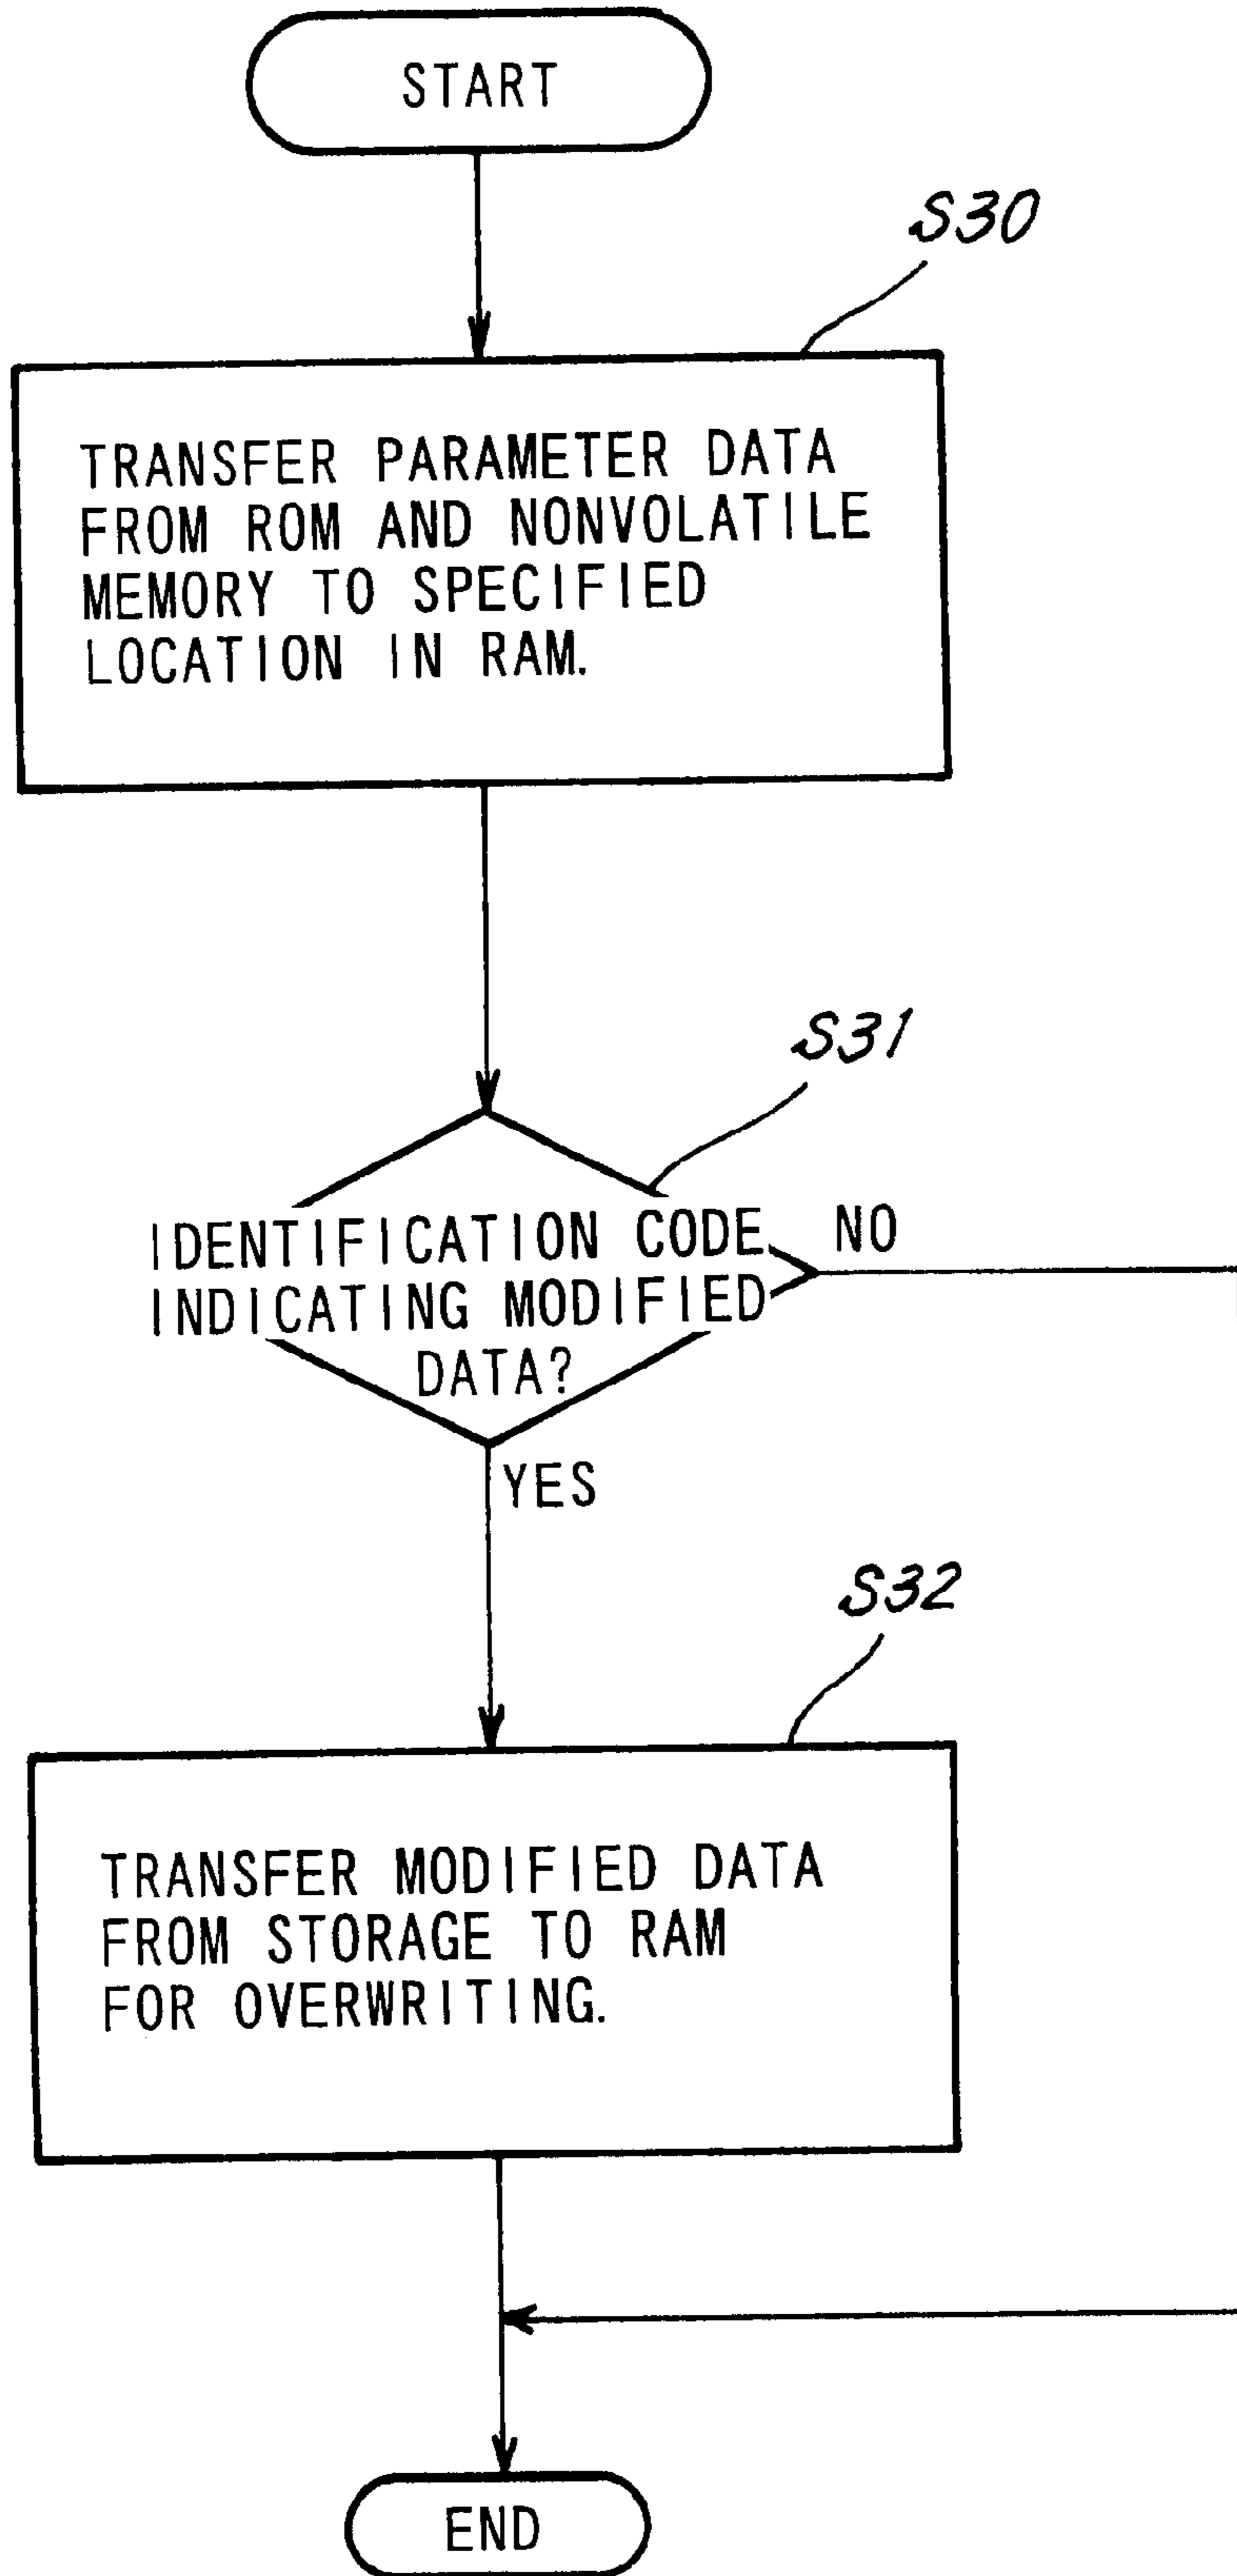 START
S30
TRANSFER PARAMETER DATA
FROM ROM AND NONVOLATILE
MEMORY TO SPECIFIED
LOCATION IN RAM.
S31
IDENTIFICATION CODE
NO
INDICATING MODIFIED
DATA?
YES
S32
TRANSFER MODIFIED DATA
FROM STORAGE TO RAM
FOR OVERWRITING.
END